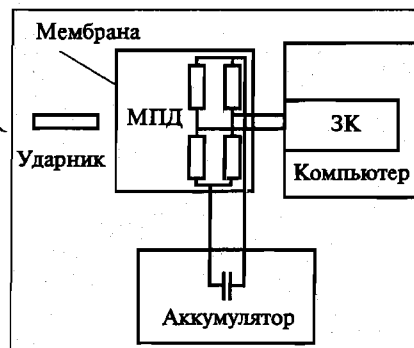 Мембрана
МПД
ЗК
Ударник
Компьютер
Аккумулятор